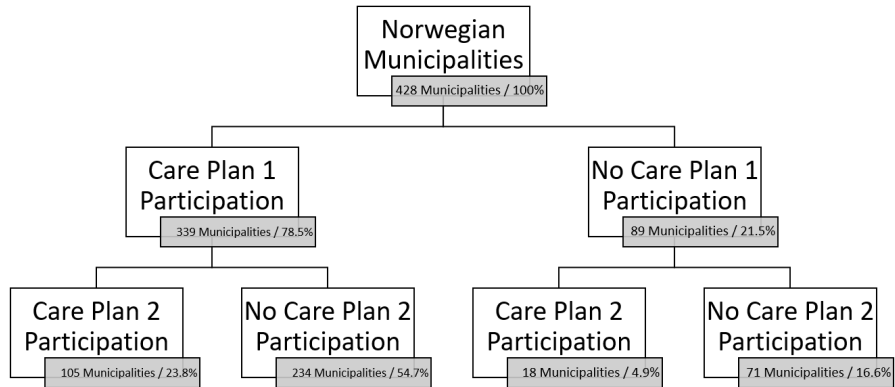 Norwegian
Municipalities
428 Municipalities / 100%
Care Plan 1
Participation
339 Municipalities / 78.5%
No Care Plan 1
Participation
89 Municipalities / 21.5%
Care Plan 2
Participation
105 Municipalities / 23.8%
No Care Plan 2
Participation
234 Municipalities / 54.7%
Care Plan 2
Participation
18 Municipalities / 4.9%
No Care Plan 2
Participation
71 Municipalities / 16.6%